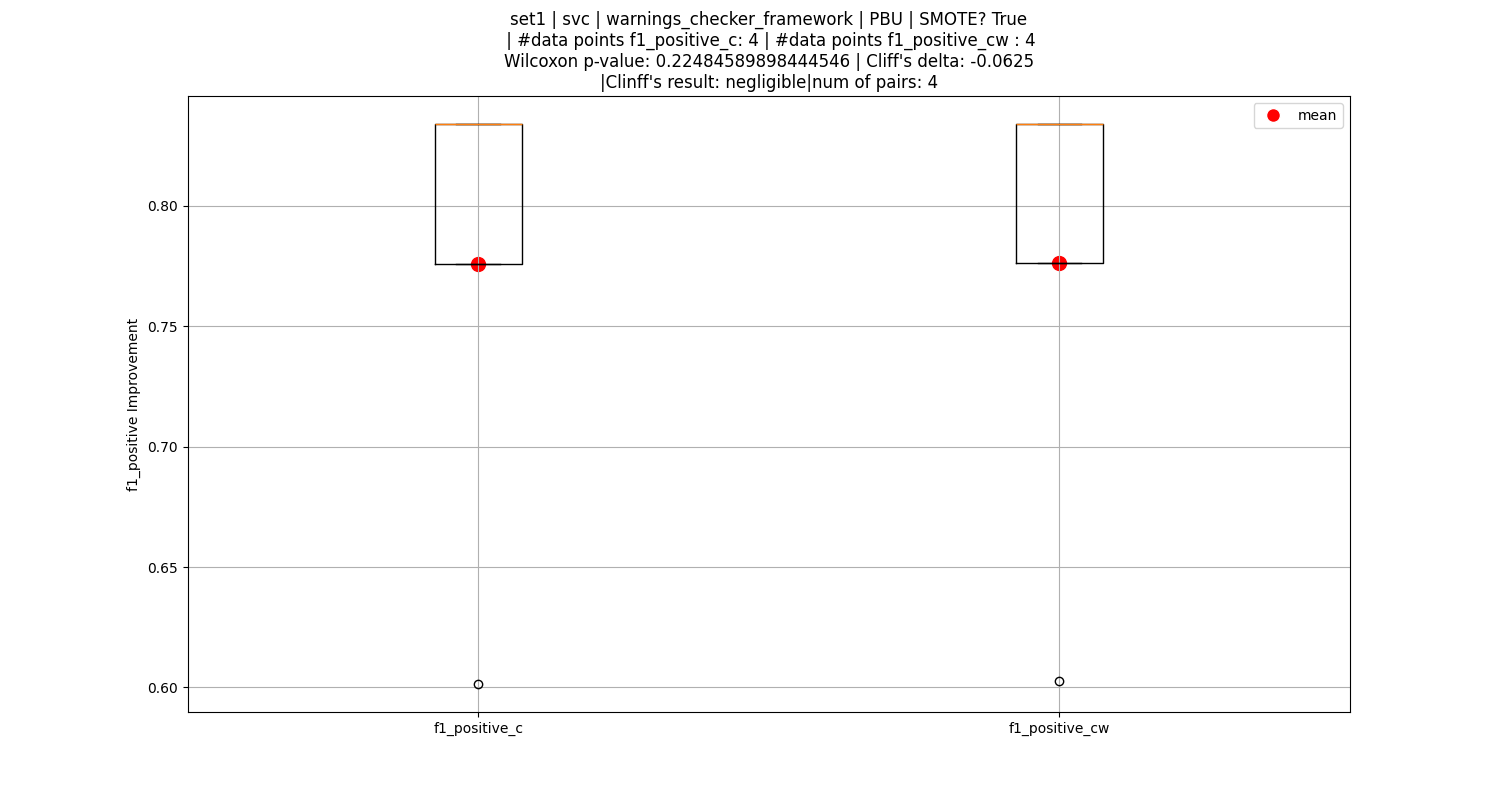 set1 | svc | warnings_checker_framework | PBU | SMOTE? True
| #data points f1_positive_c: 4 | #data points f1_positive_cw : 4
Wilcoxon p-value: 0.22484589898444546 | Cliff's delta: -0.0625
|Clinff's result: negligible|num of pairs: 4
mean
f1_positive Improvement
0.80
0.75
0.70
0.65
0.60
f1_positive_c
f1_positive_cw